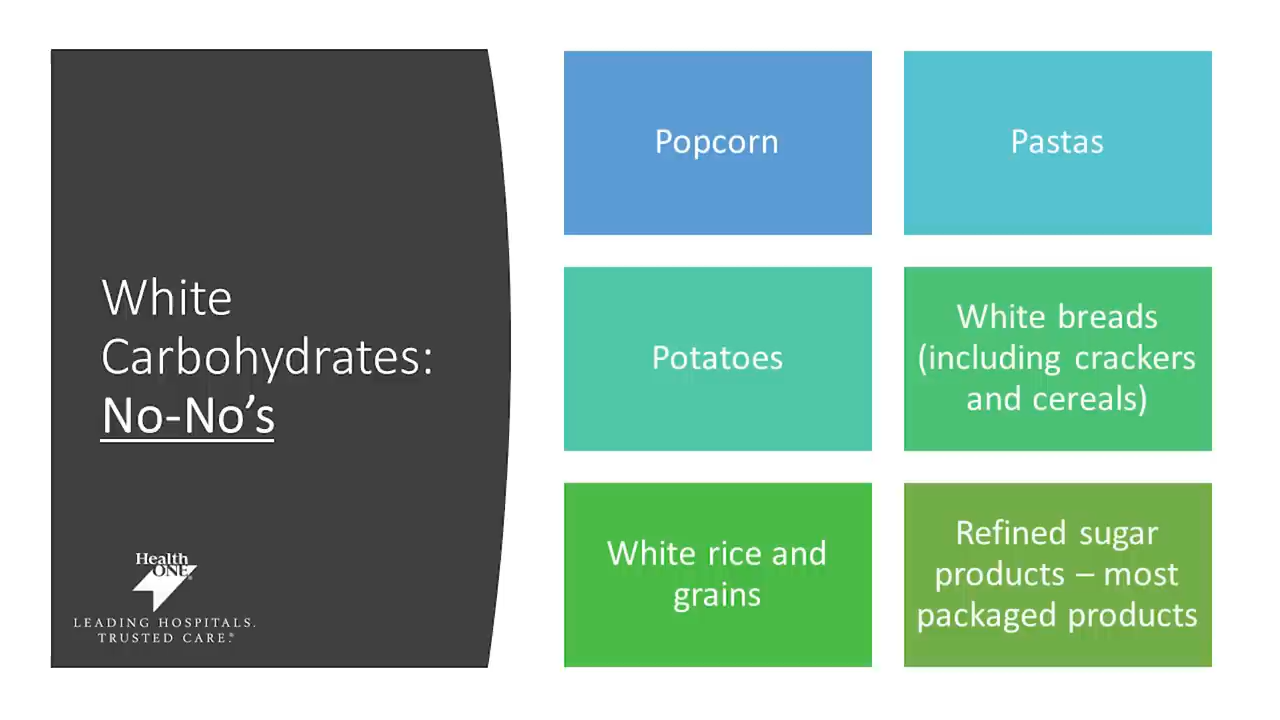 White
Carbohydrates:
No-No’s
Health
ONE®
LEADING HOSPITALS.
TRUSTED CARE.®
Popcorn
Pastas
Potatoes
White breads
(including crackers
and cereals)
White rice and
grains
Refined sugar
products – most
packaged products